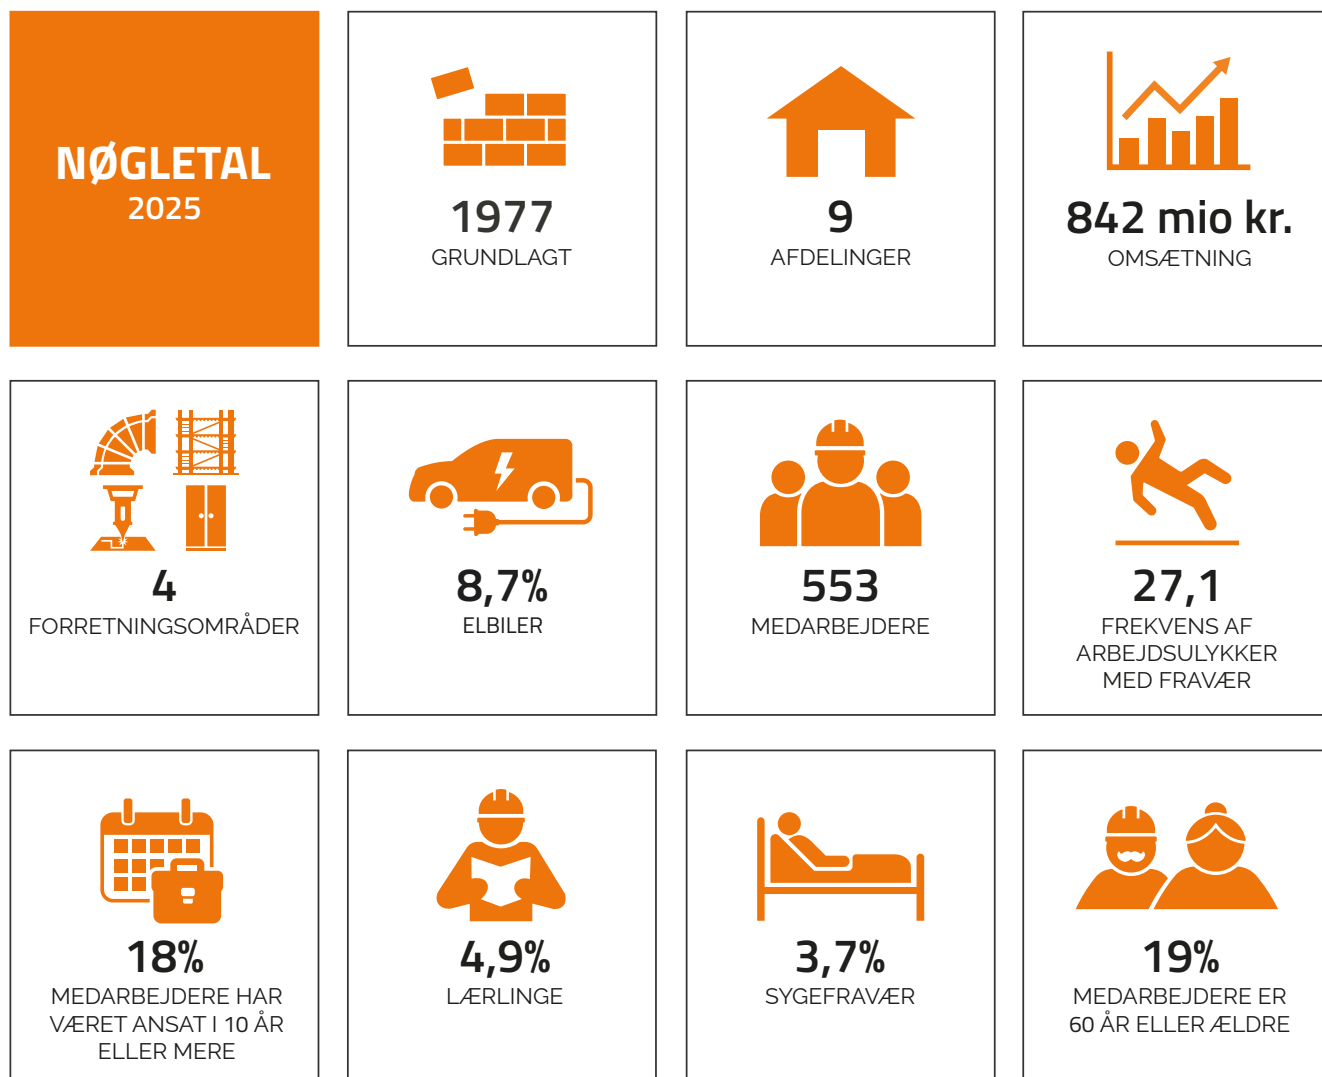 NØGLETAL
2025
1977
GRUNDLAGT
9
AFDELINGER
842 mio kr.
OMSÆTNING
4
FORRETNINGSOMRÅDER
8,7%
ELBILER
553
MEDARBEJDERE
27,1
FREKVENS AF
ARBEJDSULYKKER
MED FRAVÆR
18%
MEDARBEJDERE HAR
VÆRET ANSAT I 10 ÅR
ELLER MERE
4,9%
LÆRLINGE
3,7%
SYGEFRAVÆR
19%
MEDARBEJDERE ER
60 ÅR ELLER ÆLDRE